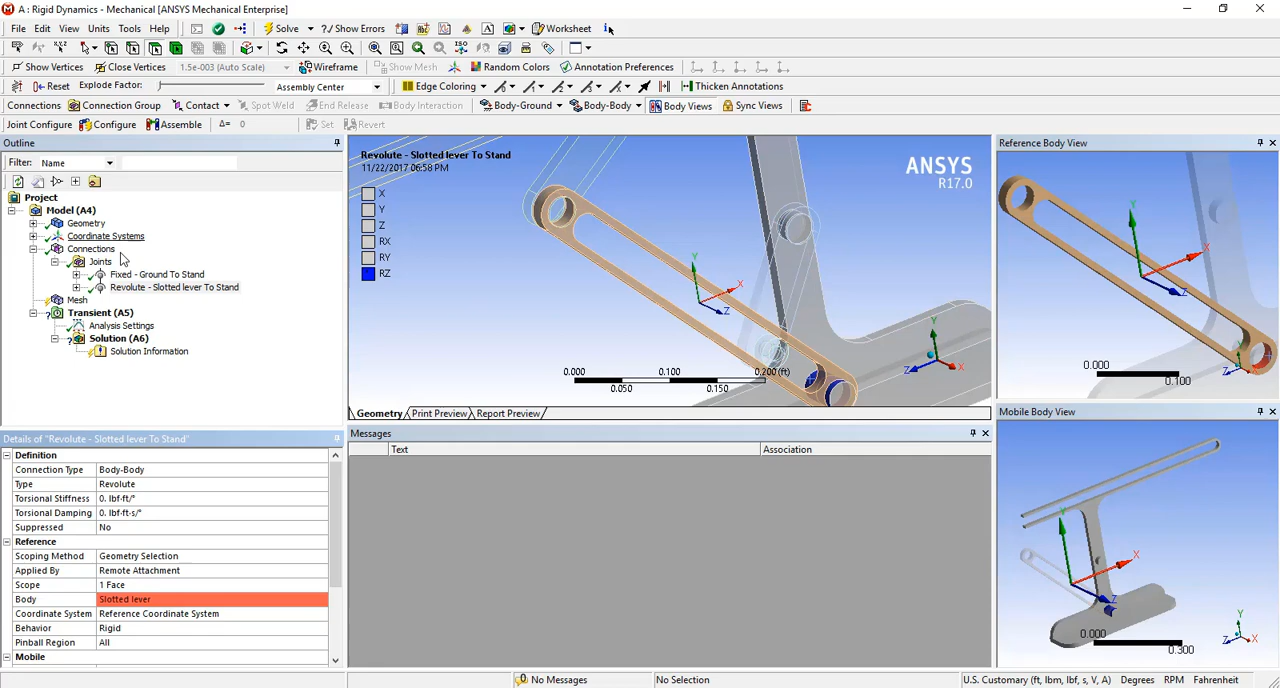 A : Rigid Dynamics - Mechanical [ANSYS Mechanical Enterprise]
File Edit View Units Tools Help Solve ?/ Show Errors Worksheet
Show Vertices Close Vertices 1.5e-003 (Auto Scale) Wireframe Show Mesh Random Colors Annotation Preferences
Reset Explode Factor: Assembly Center Edge Coloring Thicken Annotations
Connections Connection Group Contact Spot Weld End Release Body Interaction Body-Ground Body-Body Body Views Sync Views
Joint Configure Configure Assemble Δ= 0 Set Revert
Outline
Filter: Name
Project
Model (A4)
Geometry
Coordinate Systems
Connections
Joints
Fixed - Ground To Stand
Revolute - Slotted lever To Stand
Mesh
Transient (A5)
Analysis Settings
Solution (A6)
Solution Information
Details of "Revolute - Slotted lever To Stand"
Definition
Connection Type Body-Body
Type Revolute
Torsional Stiffness 0. lbf·ft/°
Torsional Damping 0. lbf·ft·s/°
Suppressed No
Reference
Scoping Method Geometry Selection
Applied By Remote Attachment
Scope 1 Face
Body Slotted lever
Coordinate System Reference Coordinate System
Behavior Rigid
Pinball Region All
Mobile
Revolute - Slotted lever To Stand
11/22/2017 06:58 PM
X
Y
Z
RX
RY
RZ
ANSYS
R17.0
Y
X
Z
Y
Z
X
0.000 0.100 0.200 (ft)
0.050 0.150
Geometry Print Preview Report Preview
Messages
Text Association
Reference Body View
Y
X
Z
Y
Z
X
0.000
0.100
Mobile Body View
Y
X
Z
Y
Z
X
0.000
0.300
No Messages No Selection U.S. Customary (ft, lbm, lbf, s, V, A) Degrees RPM Fahrenheit